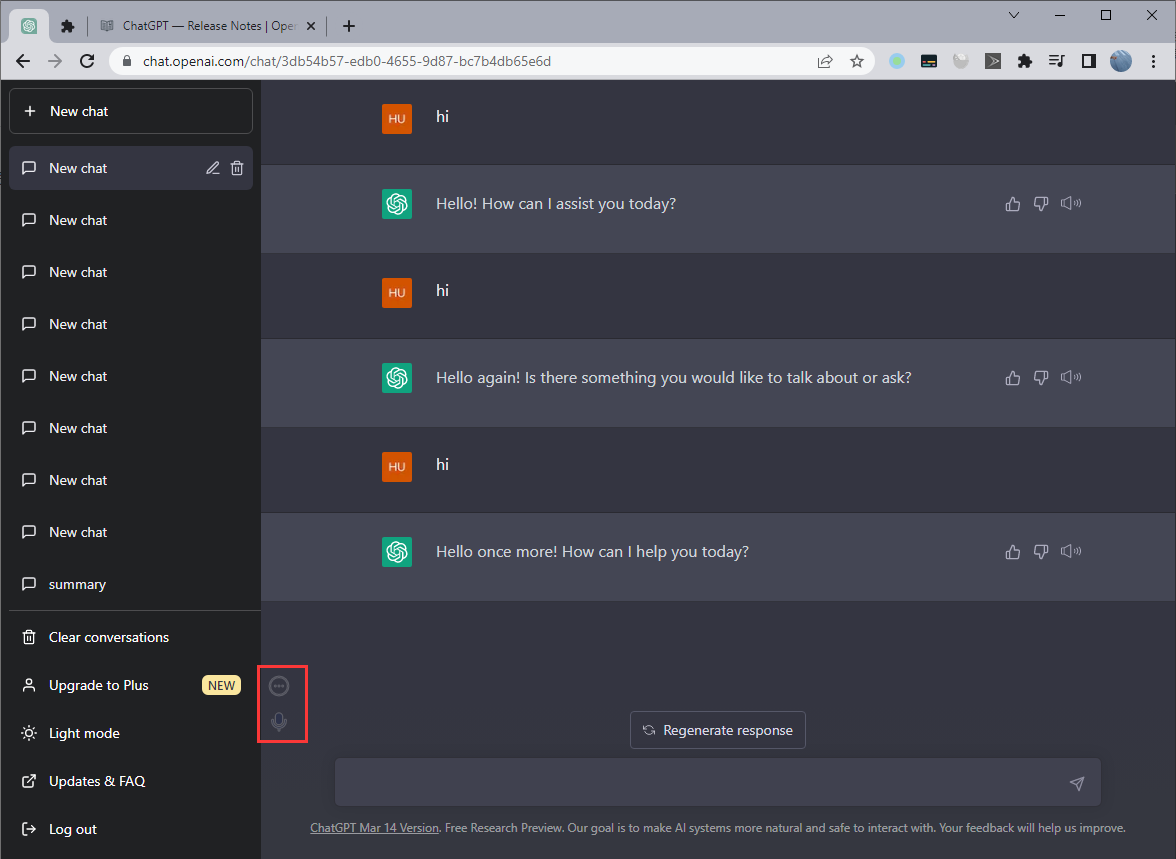 ChatGPT — Release Notes | Open
chat.openai.com/chat/3db54b57-edb0-4655-9d87-bc7b4db65e6d
New chat
New chat
New chat
New chat
New chat
New chat
New chat
New chat
New chat
summary
Clear conversations
Upgrade to Plus NEW
Light mode
Updates & FAQ
Log out
HU hi
Hello! How can I assist you today?
HU hi
Hello again! Is there something you would like to talk about or ask?
HU hi
Hello once more! How can I help you today?
Regenerate response
ChatGPT Mar 14 Version. Free Research Preview. Our goal is to make AI systems more natural and safe to interact with. Your feedback will help us improve.